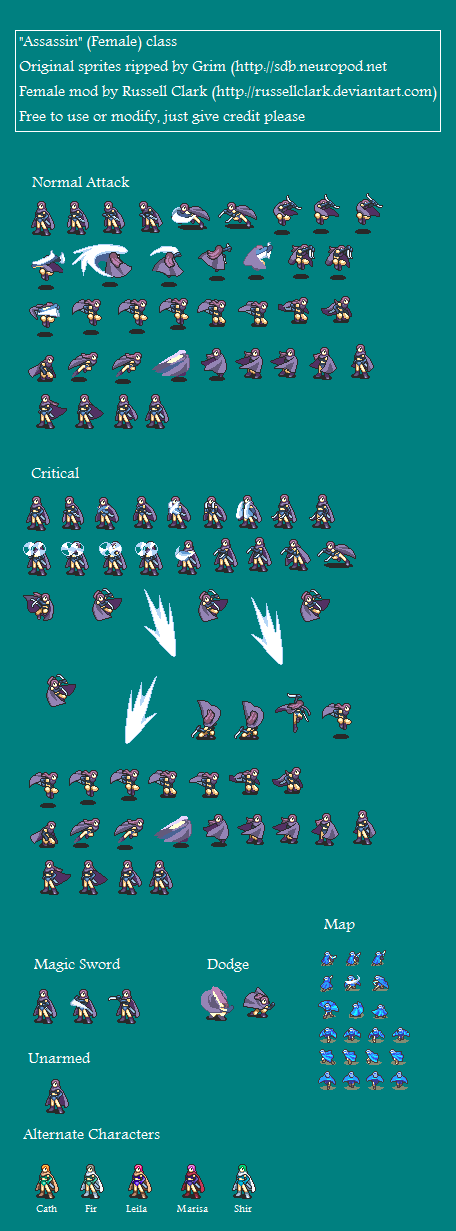 "Assassin" (Female) class
Original sprites ripped by Grim (http://sdb.neuropod.net
Female mod by Russell Clark (http://russellclark.deviantart.com)
Free to use or modify, just give credit please
Normal Attack
Critical
Map
Magic Sword
Dodge
Unarmed
Alternate Characters
Cath
Fir
Leila
Marisa
Shir